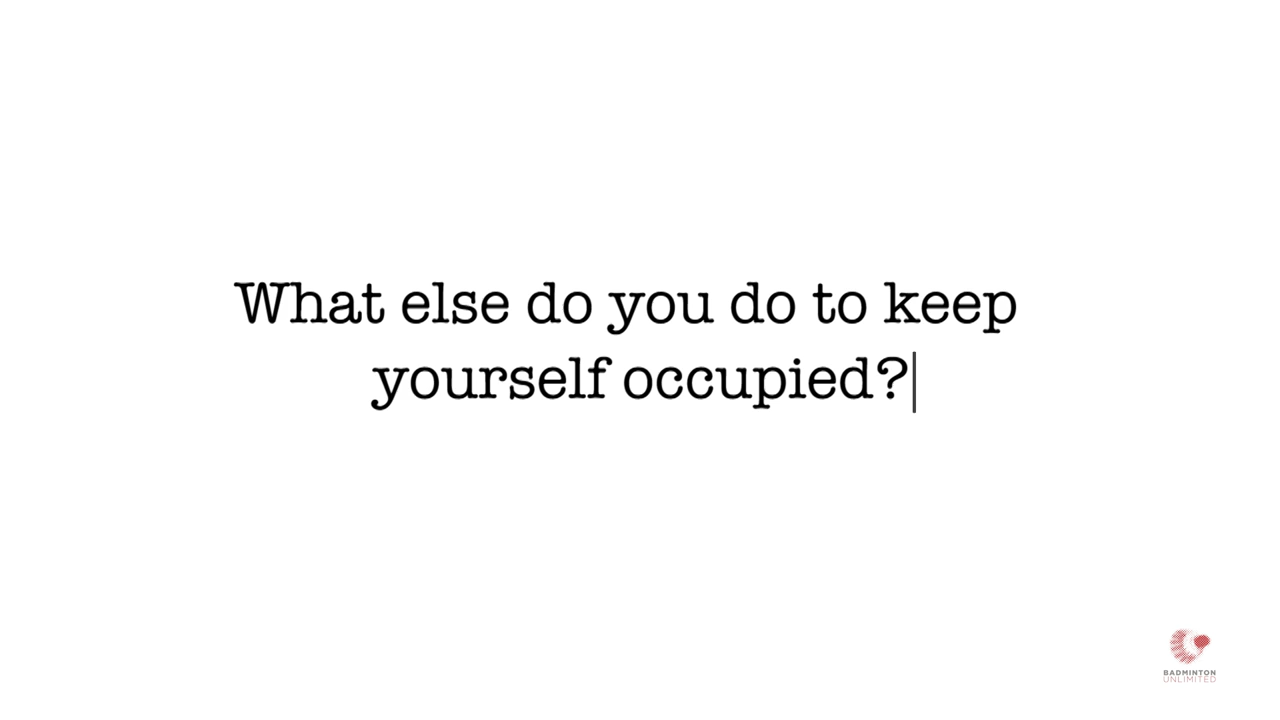 What else do you do to keep
yourself occupied?
BADMINTON
UNLIMITED